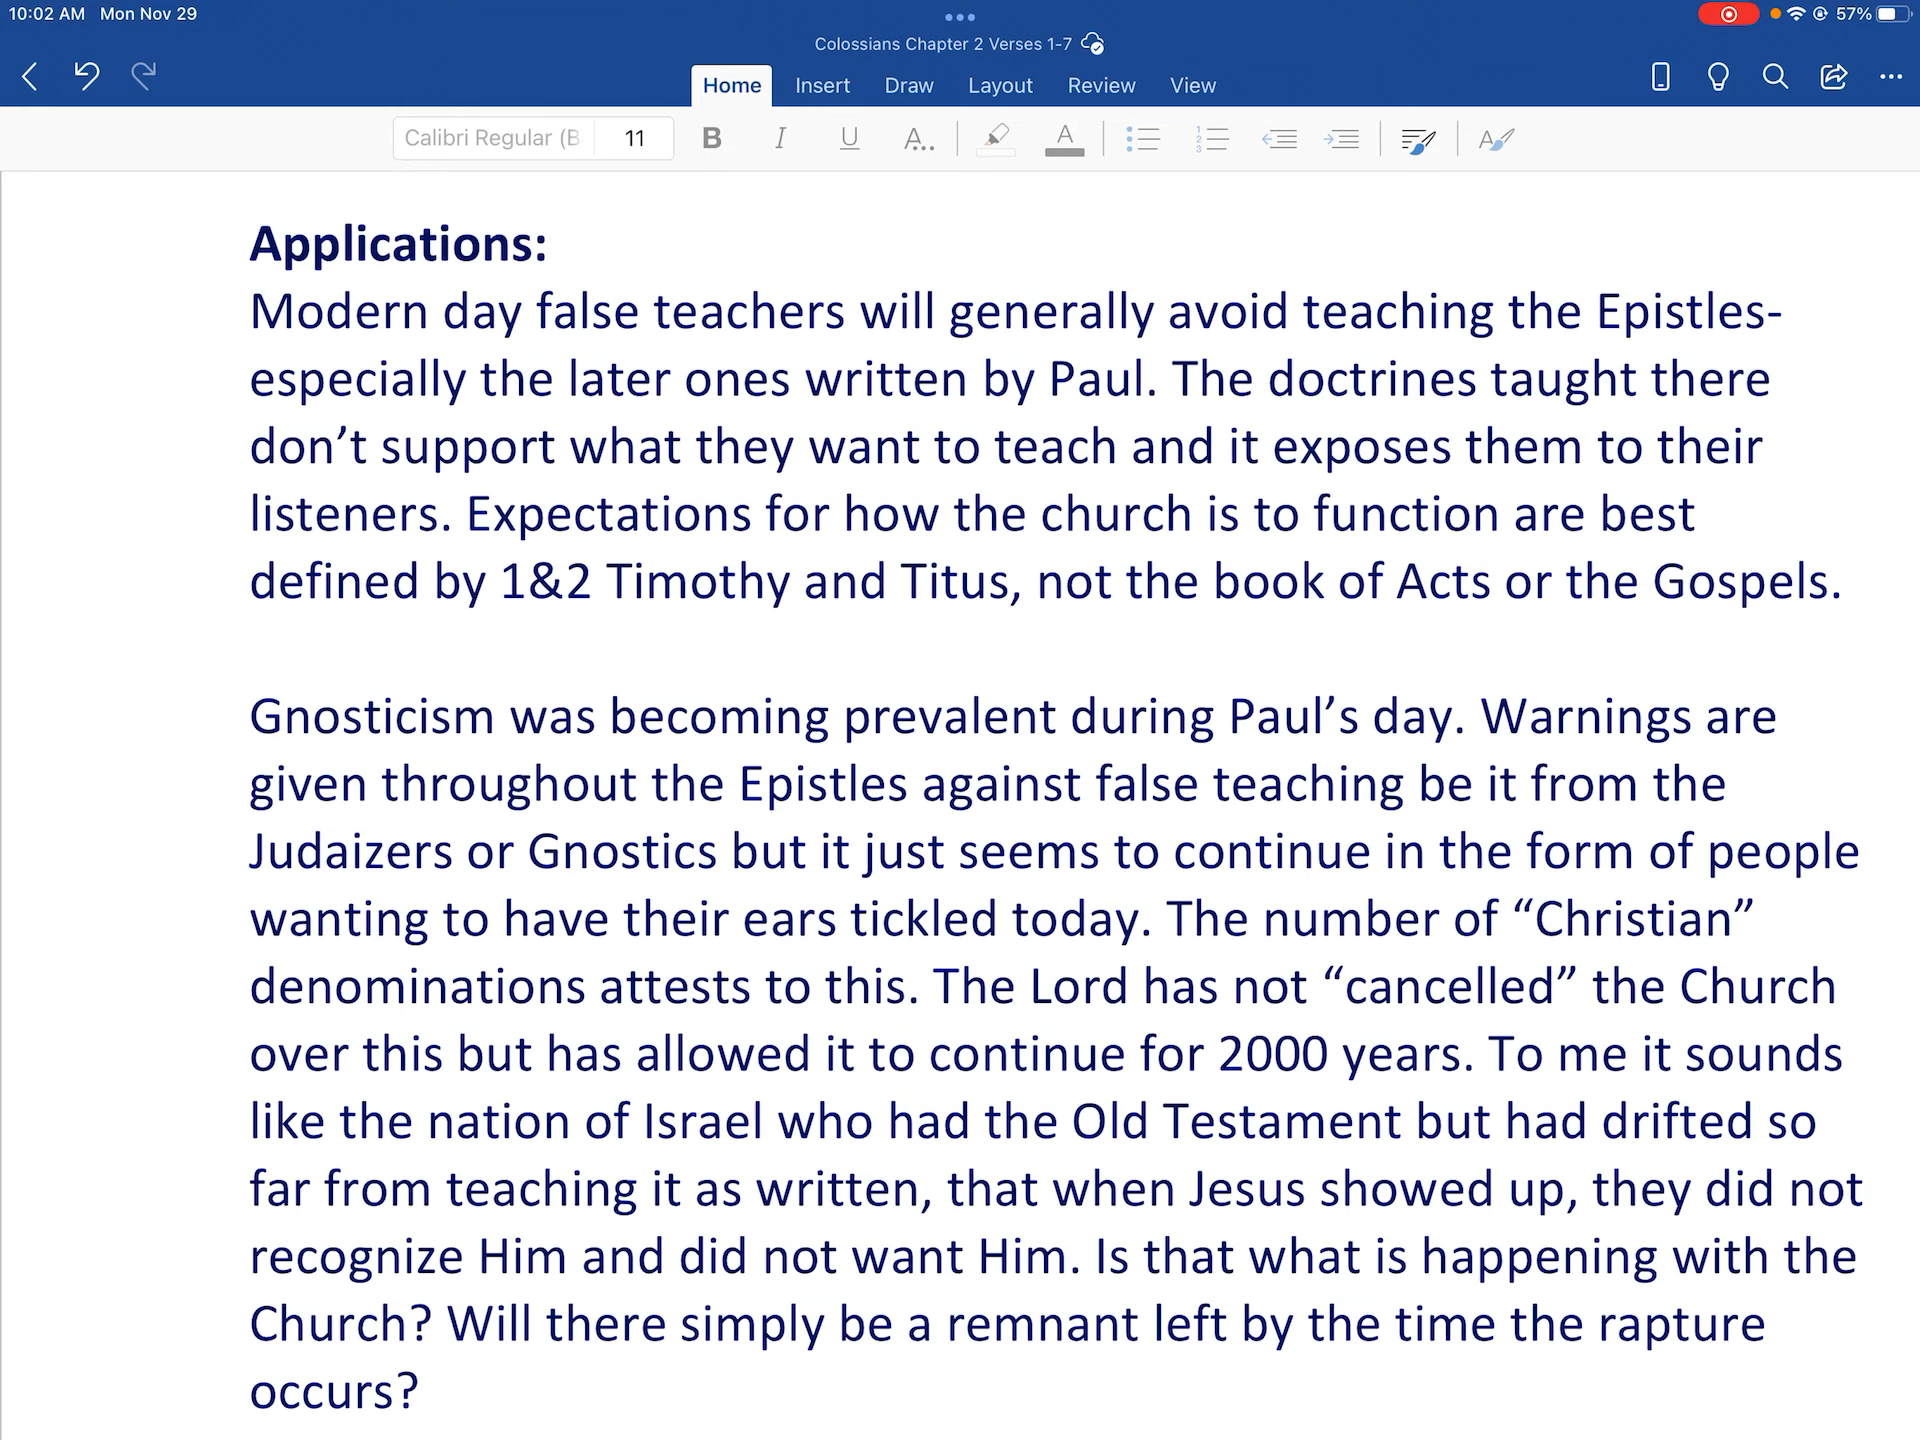 10:02 AM Mon Nov 29
57%
Colossians Chapter 2 Verses 1-7
Home Insert Draw Layout Review View
Calibri Regular (B 11 B I U A..  A A
Applications:
Modern day false teachers will generally avoid teaching the Epistles-
especially the later ones written by Paul. The doctrines taught there
don’t support what they want to teach and it exposes them to their
listeners. Expectations for how the church is to function are best
defined by 1&2 Timothy and Titus, not the book of Acts or the Gospels.
Gnosticism was becoming prevalent during Paul’s day. Warnings are
given throughout the Epistles against false teaching be it from the
Judaizers or Gnostics but it just seems to continue in the form of people
wanting to have their ears tickled today. The number of “Christian”
denominations attests to this. The Lord has not “cancelled” the Church
over this but has allowed it to continue for 2000 years. To me it sounds
like the nation of Israel who had the Old Testament but had drifted so
far from teaching it as written, that when Jesus showed up, they did not
recognize Him and did not want Him. Is that what is happening with the
Church? Will there simply be a remnant left by the time the rapture
occurs?